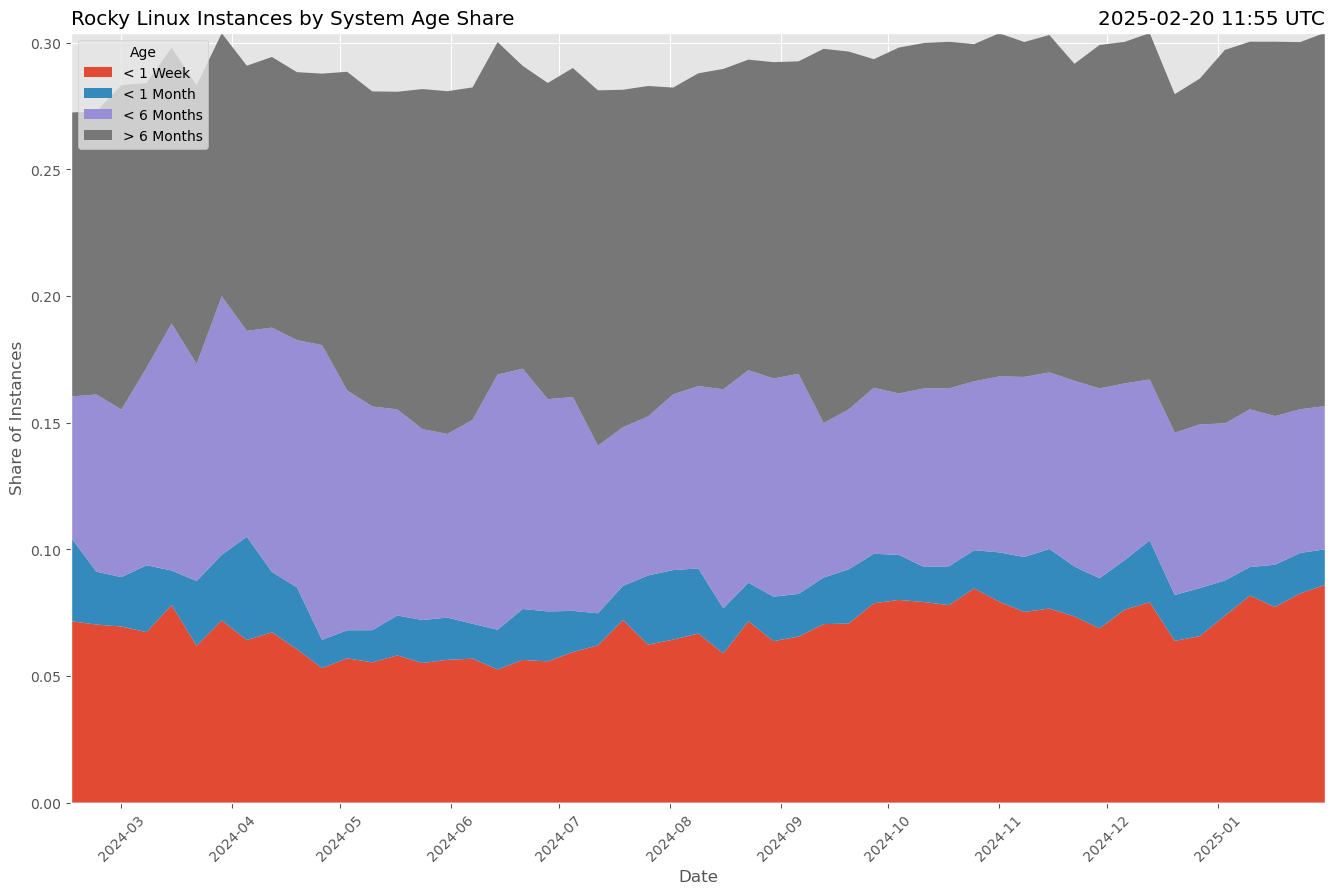 Rocky Linux Instances by System Age Share
2025-02-20 11:55 UTC
Age
< 1 Week
< 1 Month
< 6 Months
> 6 Months
0.30
0.25
0.20
0.15
0.10
0.05
0.00
Share of Instances
2024-03
2024-04
2024-05
2024-06
2024-07
2024-08
2024-09
2024-10
2024-11
2024-12
2025-01
Date